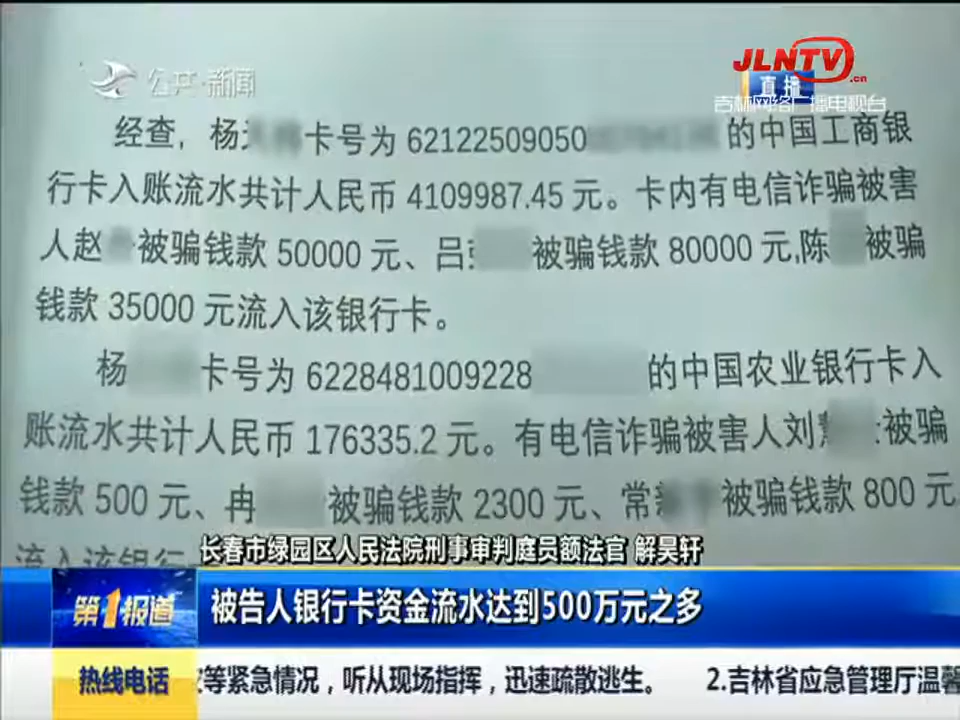 公共·新闻
JLNTV.cn
直播
吉林网络广播电视台
经查，杨 卡号为 62122509050 的中国工商银
行卡入账流水共计人民币 4109987.45 元。卡内有电信诈骗被害
人赵 被骗钱款 50000 元、吕 被骗钱款 80000 元,陈 被骗
钱款 35000 元流入该银行卡。
杨 卡号为 6228481009228 的中国农业银行卡入
账流水共计人民币 176335.2 元。有电信诈骗被害人刘 被骗
钱款 500 元、冉 被骗钱款 2300 元、常 被骗钱款 800 元
流入该银行
长春市绿园区人民法院刑事审判庭员额法官 解昊轩
第1报道
被告人银行卡资金流水达到500万元之多
热线电话
等紧急情况，听从现场指挥，迅速疏散逃生。 2.吉林省应急管理厅温馨